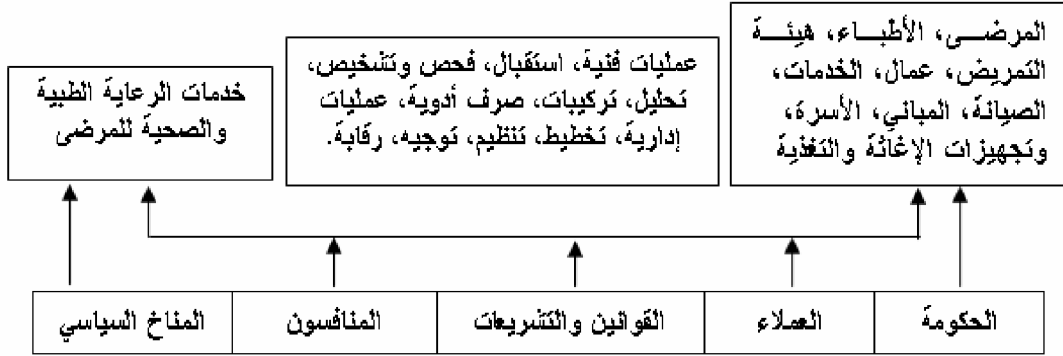 المرضى، الأطباء، هيئة
التمريض، عمال، الخدمات،
الصيانة، المباني، الأسرة،
وتجهيزات الإغاثة والتغذية
عمليات فنية، استقبال، فحص وتشخيص،
تحليل، تركيبات، صرف أدوية، عمليات
إدارية، تخطيط، تنظيم، توجيه، رقابة.
خدمات الرعاية الطبية
والصحية للمرضى
الحكومة
العملاء
القوانين والتشريعات
المنافسون
المناخ السياسي